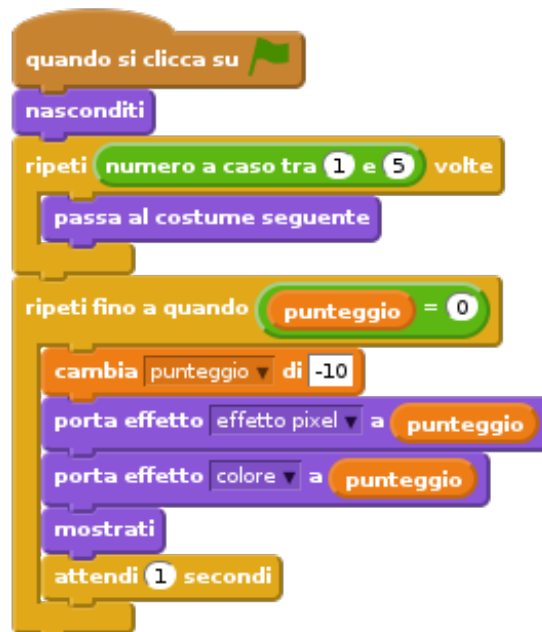 quando si clicca su
nasconditi
ripeti numero a caso tra 1 e 5 volte
passa al costume seguente
ripeti fino a quando punteggio = 0
cambia punteggio di -10
porta effetto effetto pixel a punteggio
porta effetto colore a punteggio
mostrati
attendi 1 secondi